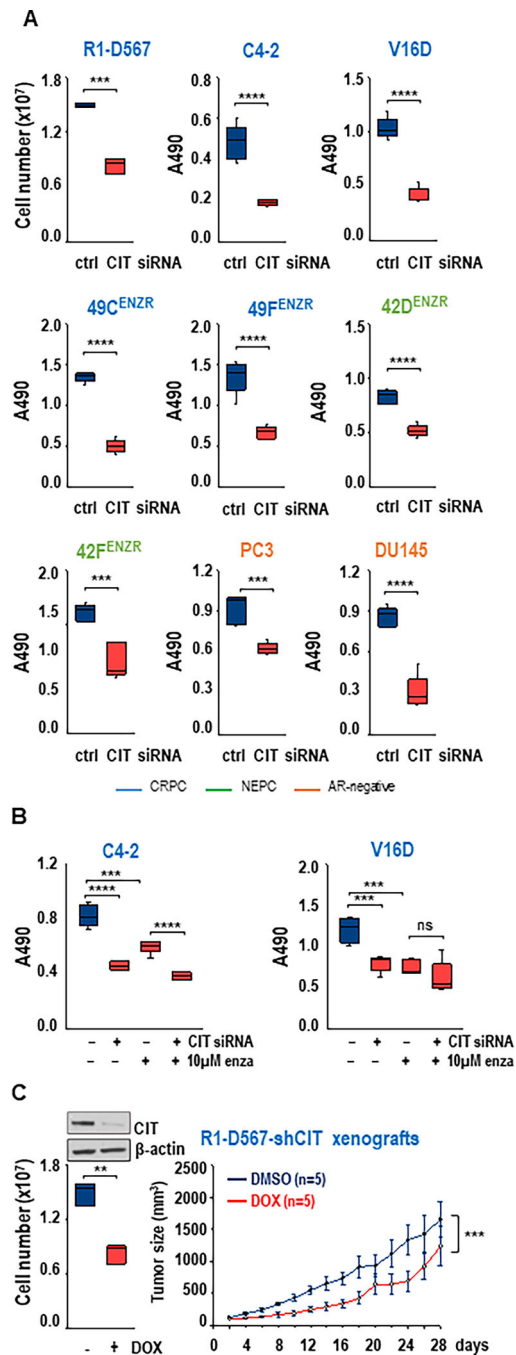 A
R1-D567 C4-2 V16D
Cell number (x10⁷) 1.8 1.2 0.6 *** ctrl CIT siRNA
A490 0.8 0.6 0.4 0.2 0.0 **** ctrl CIT siRNA
A490 1.5 1.0 0.5 0.0 **** ctrl CIT siRNA
49C^ENZR 49F^ENZR 42D^ENZR
A490 2.0 1.5 1.0 0.5 0.0 **** ctrl CIT siRNA
A490 2.0 1.5 1.0 0.5 0.0 **** ctrl CIT siRNA
A490 1.5 1.0 0.5 0.0 **** ctrl CIT siRNA
42F^ENZR PC3 DU145
A490 2.0 1.5 1.0 0.5 0.0 *** ctrl CIT siRNA
A490 1.2 0.9 0.6 0.3 0.0 *** ctrl CIT siRNA
A490 1.2 0.9 0.6 0.3 0.0 **** ctrl CIT siRNA
CRPC NEPC AR-negative
B
C4-2 V16D
A490 1.2 0.8 0.4 0.0 *** **** ****
– + – + CIT siRNA
– – + + 10μM enza
A490 2.0 1.5 1.0 0.5 0.0 *** *** ns
– + – + CIT siRNA
– – + + 10μM enza
C
CIT
β-actin
Cell number (x10⁷) 1.8 1.2 0.6 ** - + DOX
R1-D567-shCIT xenografts
DMSO (n=5)
DOX (n=5)
Tumor size (mm³) 2500 2000 1500 1000 500 0 ***
0 4 8 12 16 20 24 28 days
2 6 10 14 18 22 26